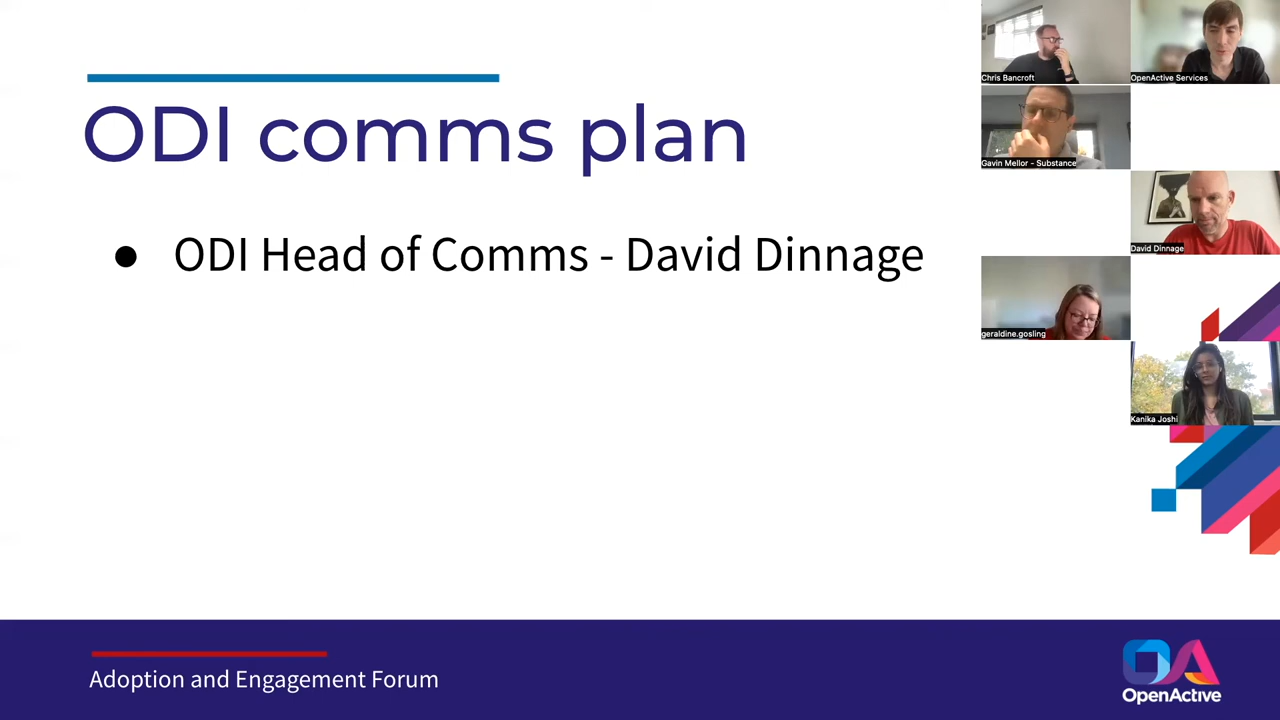 ODI comms plan
● ODI Head of Comms - David Dinnage
Chris Bancroft
OpenActive Services
Gavin Mellor - Substance
David Dinnage
geraldine.gosling
Kanika Joshi
Adoption and Engagement Forum
OA
OpenActive